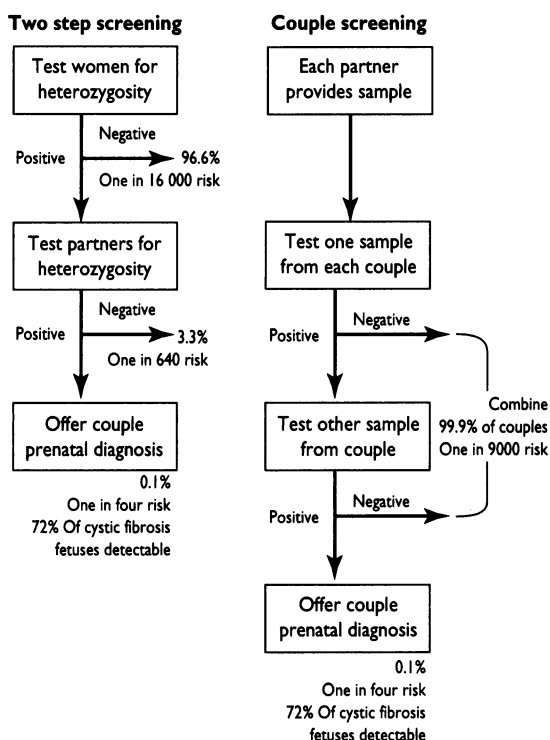 Two step screening
Test women for
heterozygosity
Negative
Positive
96.6%
One in 16 000 risk
Test partners for
heterozygosity
Negative
Positive
3.3%
One in 640 risk
Offer couple
prenatal diagnosis
0.1%
One in four risk
72% Of cystic fibrosis
fetuses detectable
Couple screening
Each partner
provides sample
Test one sample
from each couple
Negative
Positive
Combine
99.9% of couples
One in 9000 risk
Test other sample
from couple
Negative
Positive
Offer couple
prenatal diagnosis
0.1%
One in four risk
72% Of cystic fibrosis
fetuses detectable